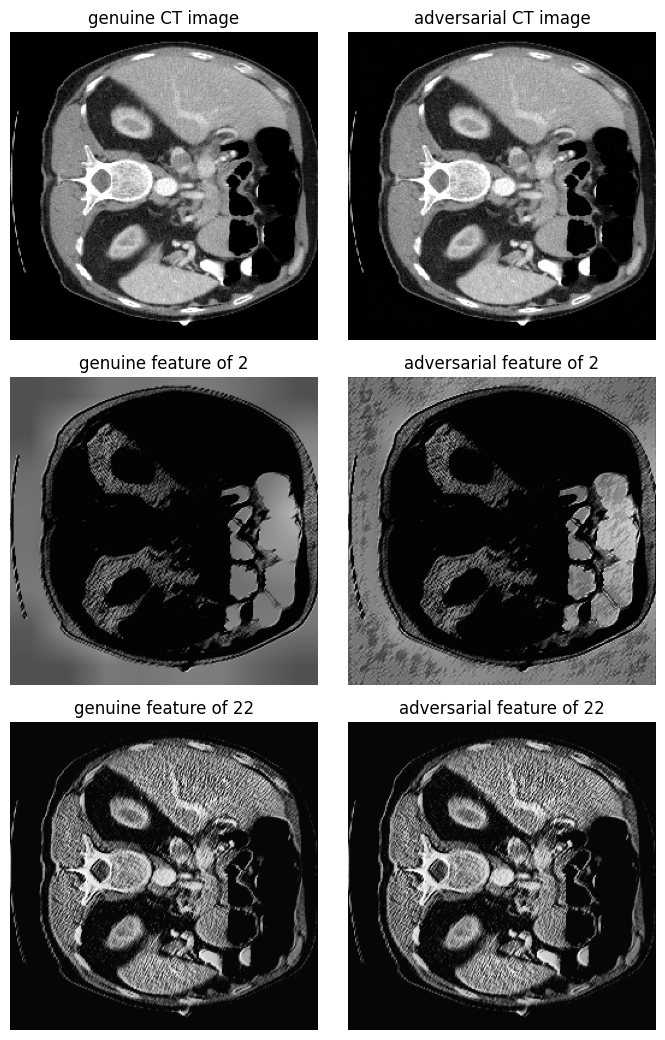 genuine CT image
adversarial CT image
genuine feature of 2
adversarial feature of 2
genuine feature of 22
adversarial feature of 22